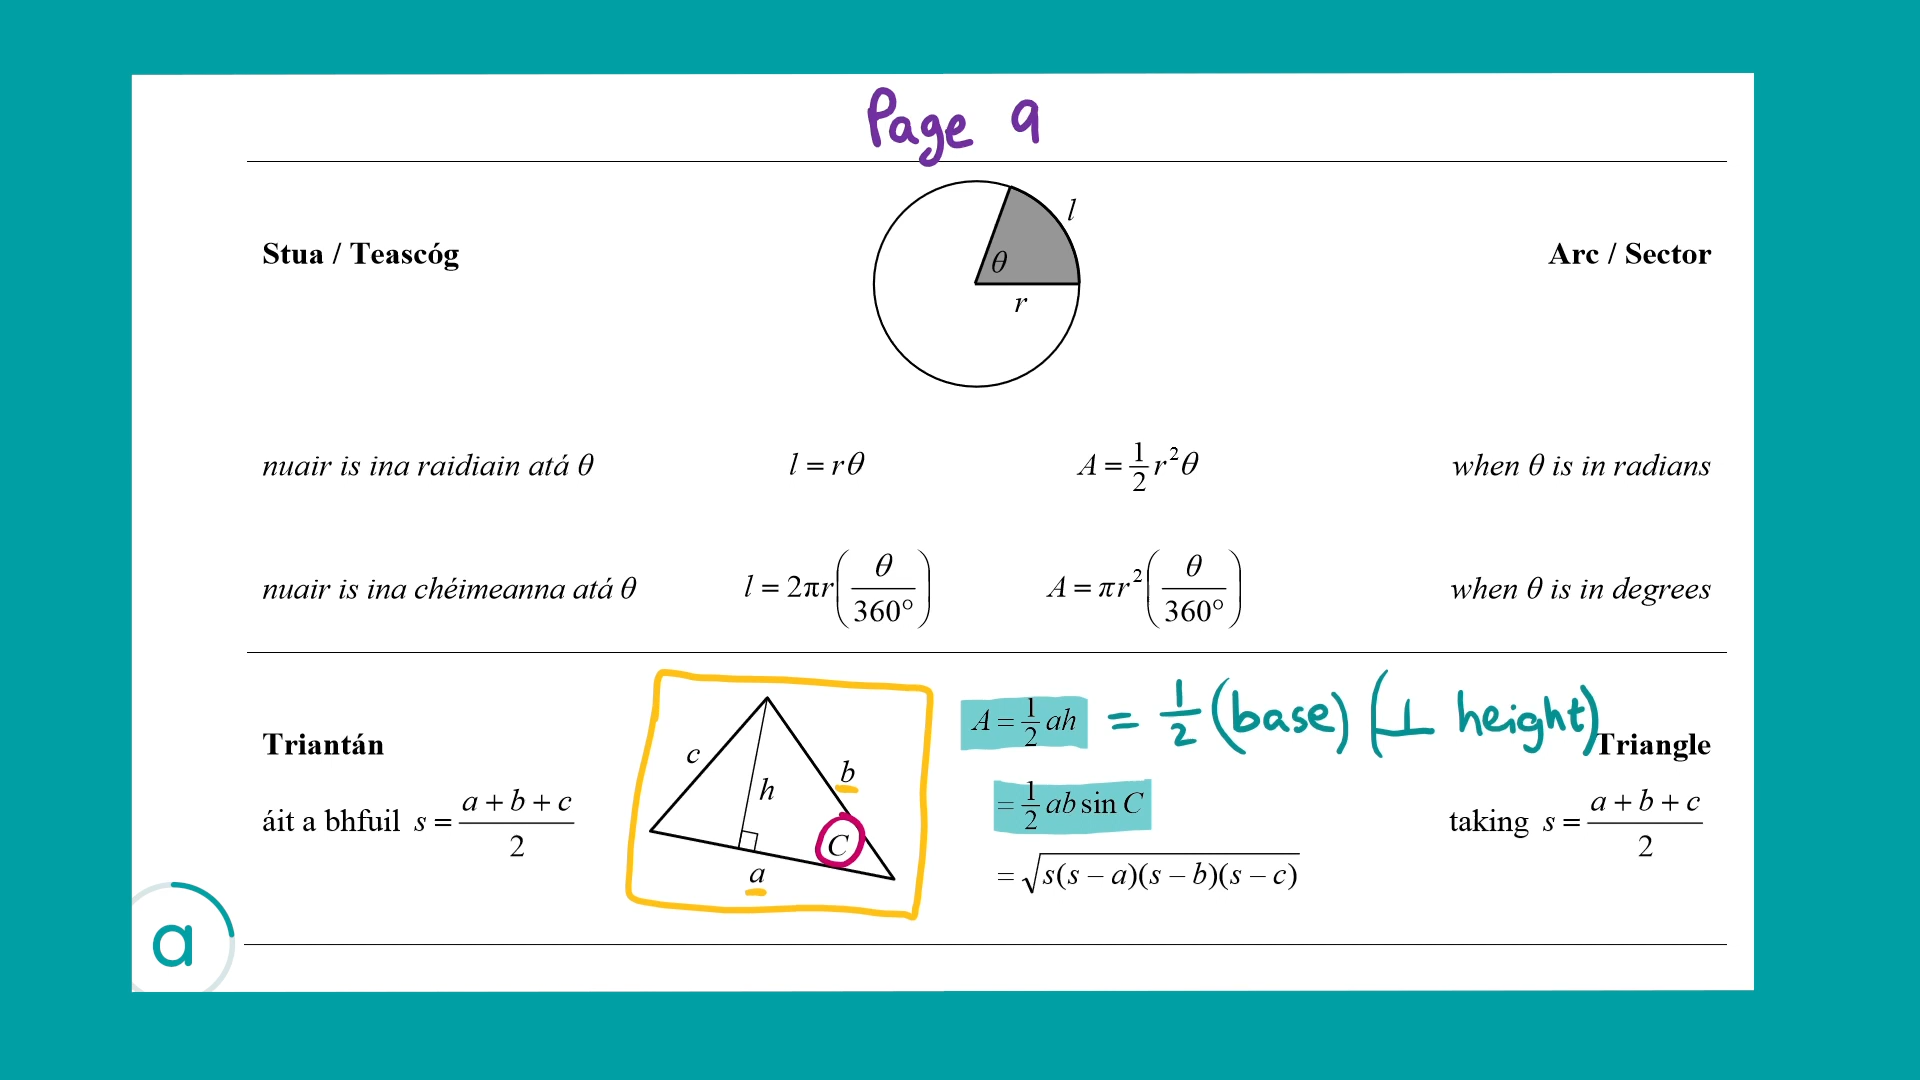 Page 9
l
Stua / Teascóg
Arc / Sector
θ
r
nuair is ina raidiain atá θ
l = rθ
A = 1/2 r²θ
when θ is in radians
nuair is ina chéimeanna atá θ
l = 2πr(θ/360°)
A = πr²(θ/360°)
when θ is in degrees
Triantán
áit a bhfuil s = (a + b + c)/2
c
b
h
C
a
A = 1/2 ah = 1/2 (base) (⊥ height)
= 1/2 ab sin C
= √s(s – a)(s – b)(s – c)
Triangle
taking s = (a + b + c)/2
a